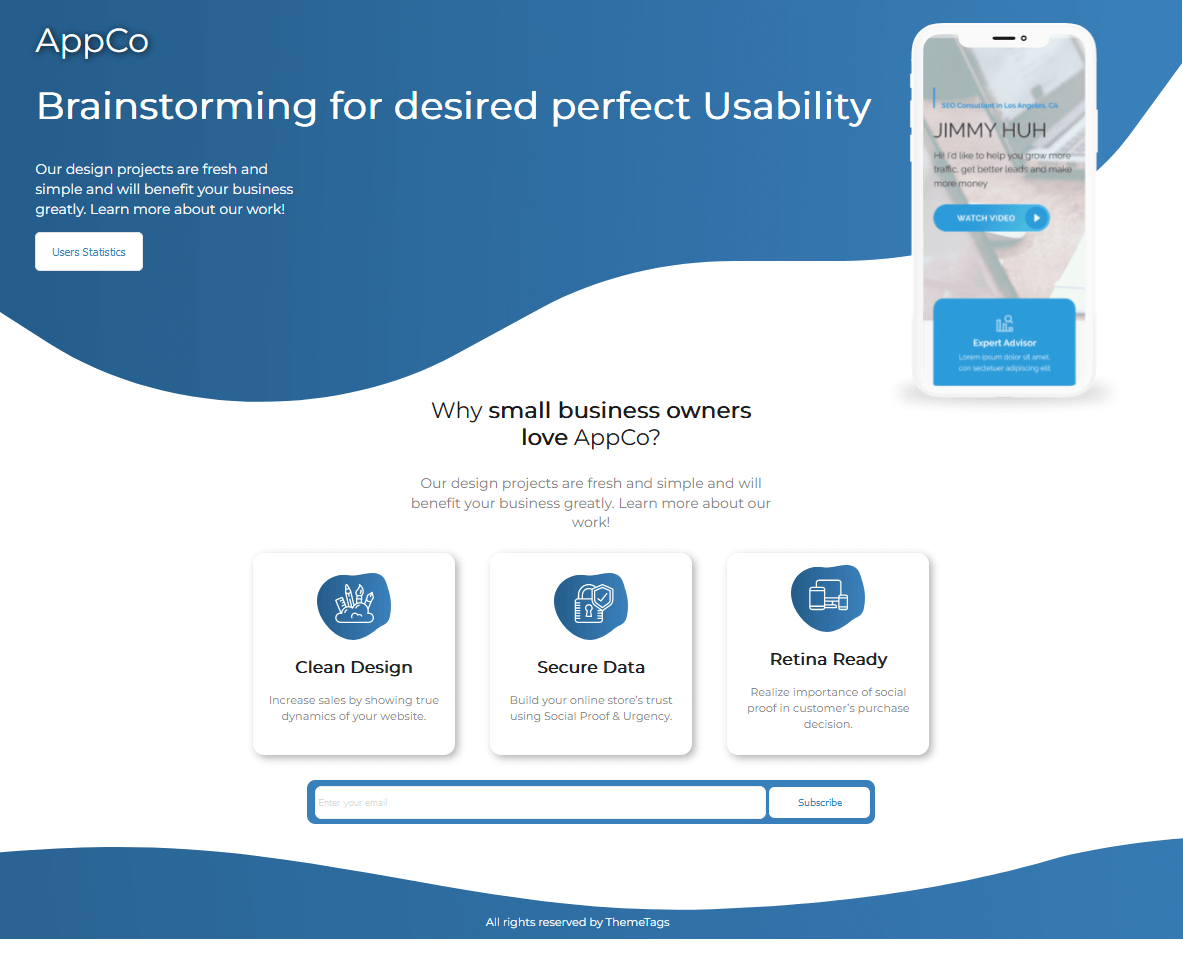 AppCo
Brainstorming for desired perfect Usability
Our design projects are fresh and
simple and will benefit your business
greatly. Learn more about our work!
Users Statistics
SEO Consultant in Los Angeles, CA
JIMMY HUH
Hi! I'd like to help you grow more
traffic, get better leads and make
more money
WATCH VIDEO
Expert Advisor
Lorem ipsum dolor sit amet,
con sectetuer adipiscing elit
Why small business owners
love AppCo?
Our design projects are fresh and simple and will
benefit your business greatly. Learn more about our
work!
Clean Design
Increase sales by showing true
dynamics of your website.
Secure Data
Build your online store’s trust
using Social Proof & Urgency.
Retina Ready
Realize importance of social
proof in customer’s purchase
decision.
Enter your email
Subscribe
All rights reserved by ThemeTags